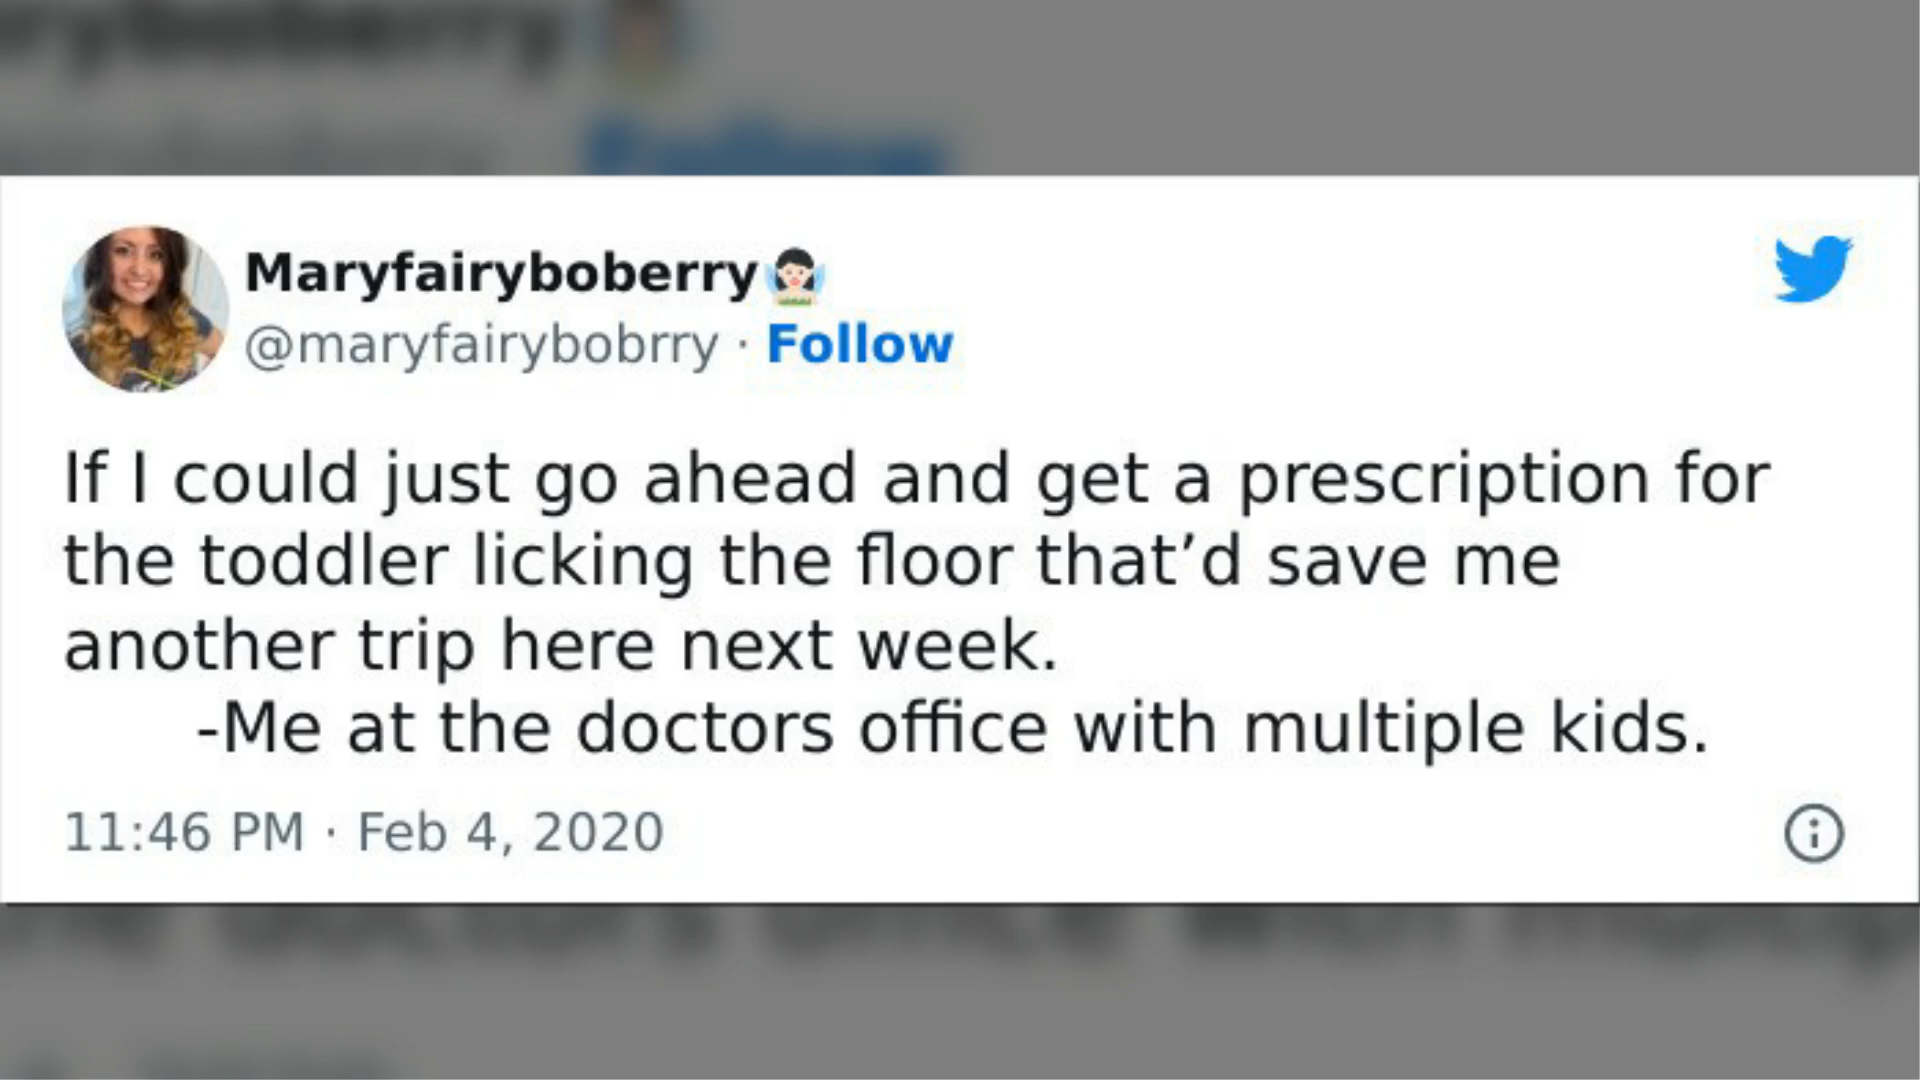 Maryfairyboberry🧚🏻‍♀️
@maryfairybobrry · Follow
If I could just go ahead and get a prescription for
the toddler licking the floor that’d save me
another trip here next week.
-Me at the doctors office with multiple kids.
11:46 PM · Feb 4, 2020